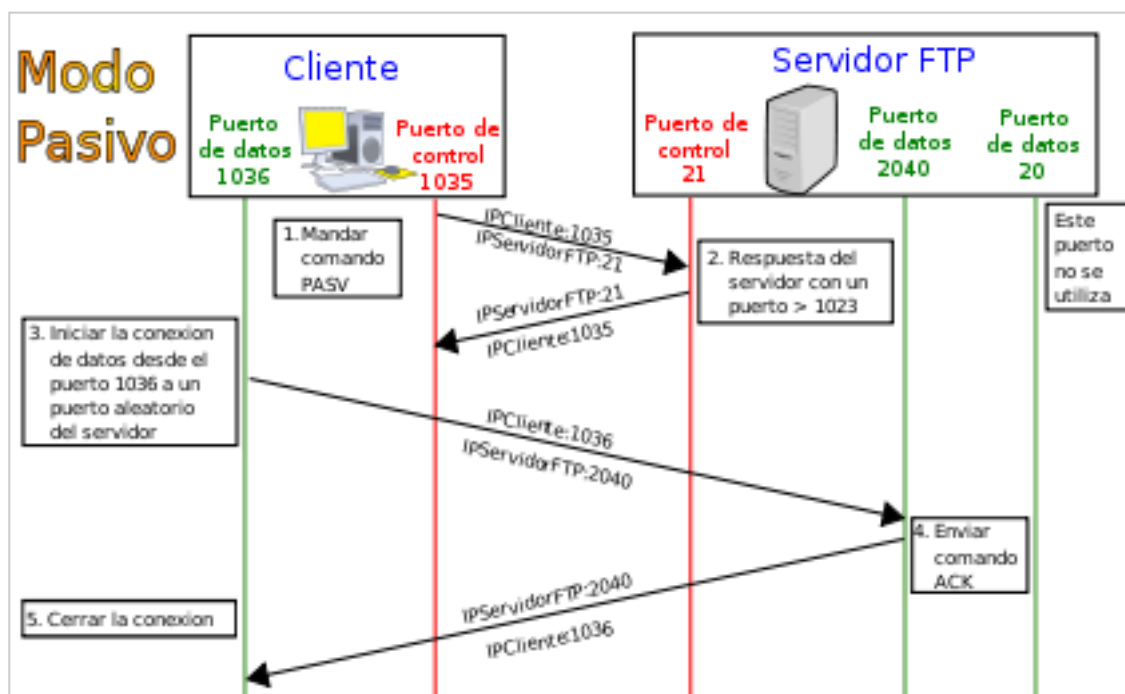 Modo
Pasivo
Cliente
Puerto
de datos
1036
Puerto de
control
1035
Servidor FTP
Puerto de
control
21
Puerto
de datos
2040
Puerto
de datos
20
1. Mandar
comando
PASV
IPCliente:1035
IPServidorFTP:21
2. Respuesta del
servidor con un
puerto > 1023
Este
puerto
no se
utiliza
IPServidorFTP:21
IPCliente:1035
3. Iniciar la conexion
de datos desde el
puerto 1036 a un
puerto aleatorio
del servidor
IPCliente:1036
IPServidorFTP:2040
4. Enviar
comando
ACK
IPServidorFTP:2040
IPCliente:1036
5. Cerrar la conexion